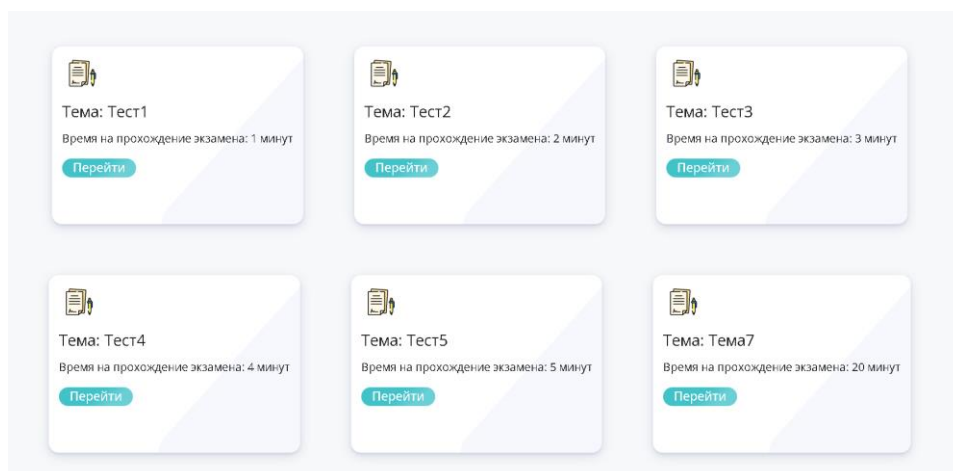 Тема: Тест1
Время на прохождение экзамена: 1 минут
Перейти
Тема: Тест2
Время на прохождение экзамена: 2 минут
Перейти
Тема: Тест3
Время на прохождение экзамена: 3 минут
Перейти
Тема: Тест4
Время на прохождение экзамена: 4 минут
Перейти
Тема: Тест5
Время на прохождение экзамена: 5 минут
Перейти
Тема: Тема7
Время на прохождение экзамена: 20 минут
Перейти